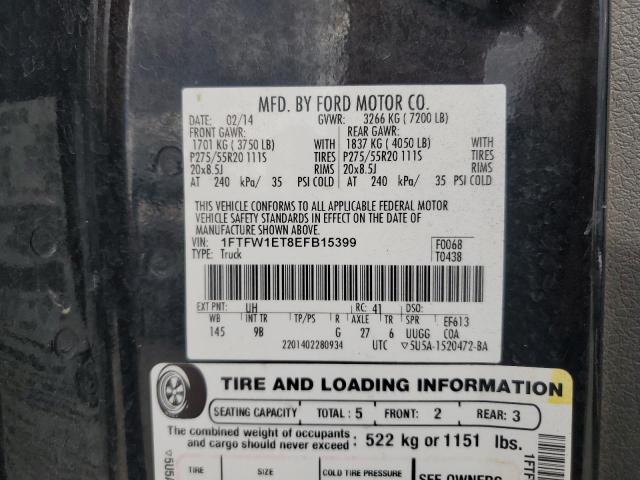 MFD. BY FORD MOTOR CO.
DATE: 02/14 GVWR: 3266 KG ( 7200 LB)
FRONT GAWR: REAR GAWR:
1701 KG ( 3750 LB) WITH 1837 KG ( 4050 LB) WITH
P275/55R20 111S TIRES P275/55R20 111S TIRES
20x8.5J RIMS 20x8.5J RIMS
AT 240 kPa/ 35 PSI COLD AT 240 kPa/ 35 PSI COLD
THIS VEHICLE CONFORMS TO ALL APPLICABLE FEDERAL MOTOR
VEHICLE SAFETY STANDARDS IN EFFECT ON THE DATE OF
MANUFACTURE SHOWN ABOVE.
VIN: 1FTFW1ET8EFB15399 F0068
TYPE: Truck T0438
EXT PNT: UH RC: 41 DSO:
WB INT TR TP/PS R AXLE TR SPR EF613
145 9B G 27 6 UUGG COA
2201402280934 UTC ▽5U5A-1520472-BA
TIRE AND LOADING INFORMATION
SEATING CAPACITY TOTAL : 5 FRONT: 2 REAR: 3
The combined weight of occupants
and cargo should never exceed : 522 kg or 1151 lbs.
TIRE SIZE COLD TIRE PRESSURE SEE OWNERS
▽5U5A
1FTF